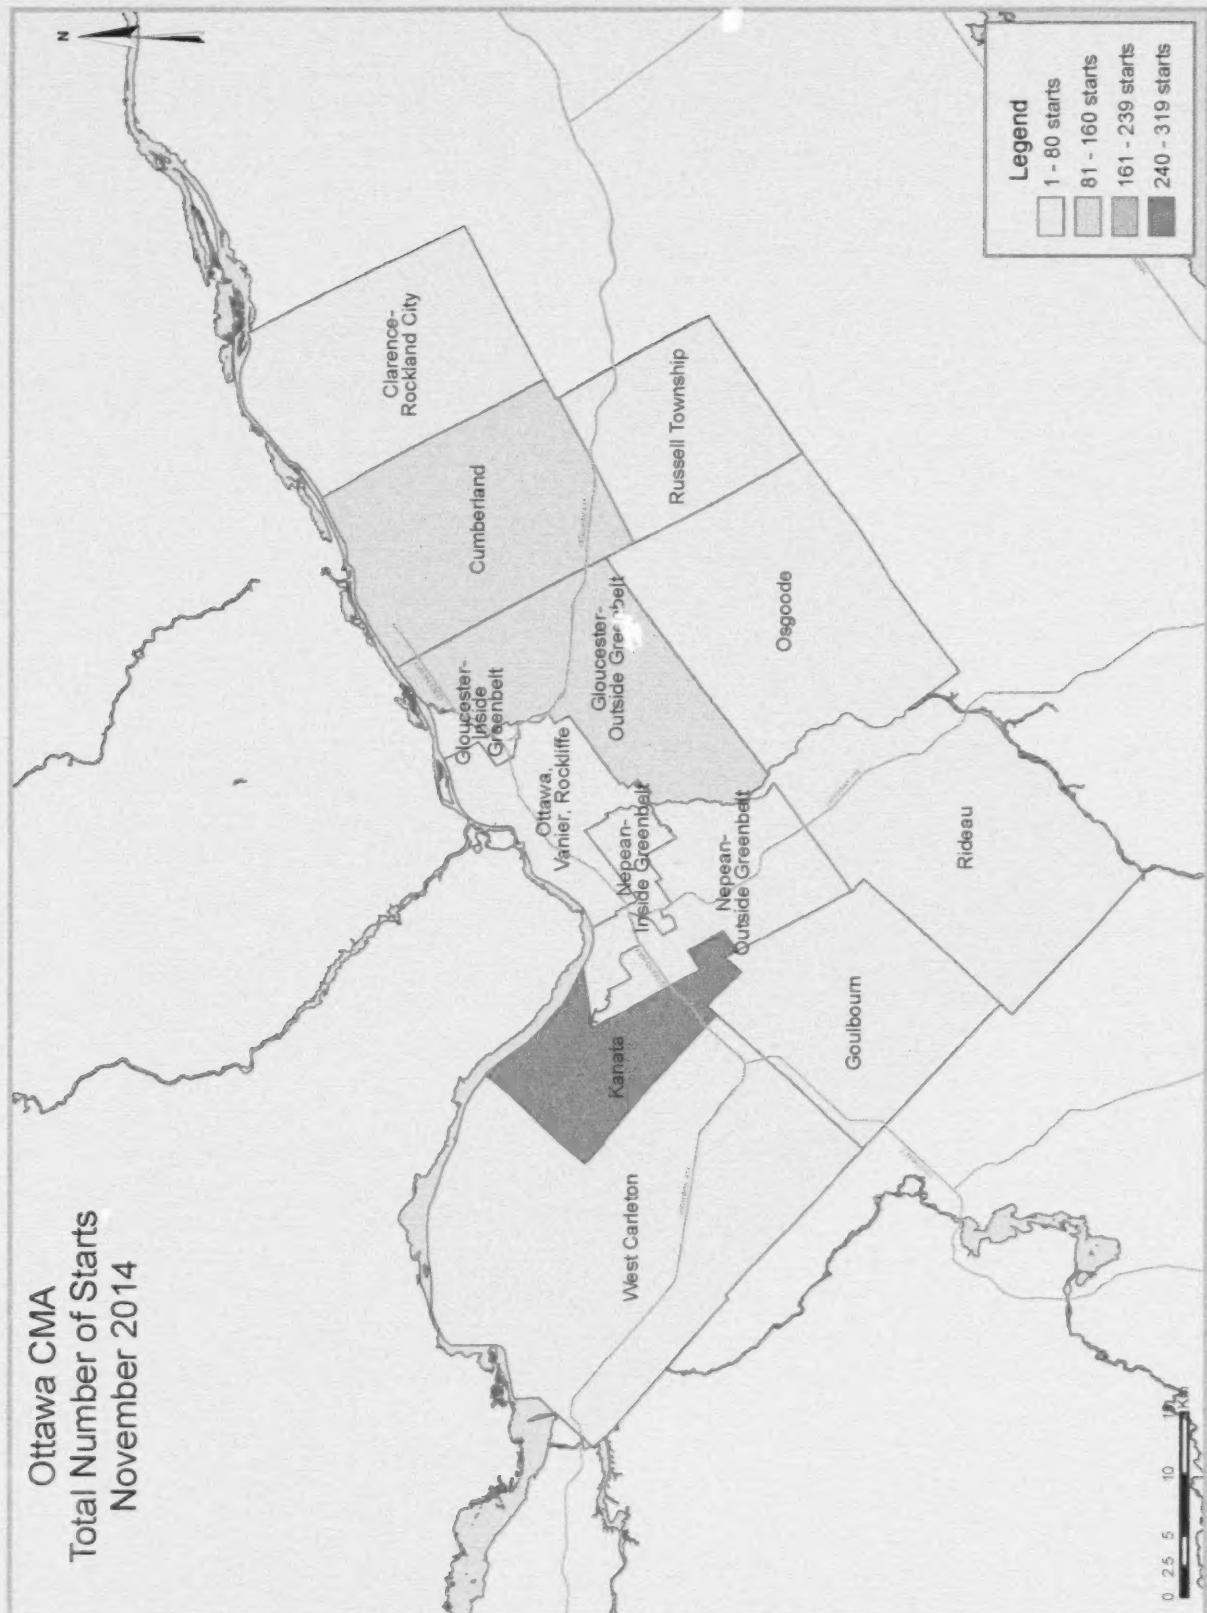 Ottawa CMA
Total Number of Starts
November 2014
N
Clarence-
Rockland City
Cumberland
Russell Township
Gloucester-
Inside
Greenbelt
Gloucester-
Outside Greenbelt
Osgoode
Ottawa,
Vanier, Rockliffe
Nepean-
Inside Greenbelt
Nepean-
Outside Greenbelt
Rideau
Kanata
Goulbourn
West Carleton
Legend
1 - 80 starts
81 - 160 starts
161 - 239 starts
240 - 319 starts
0 2.5 5 10
Km